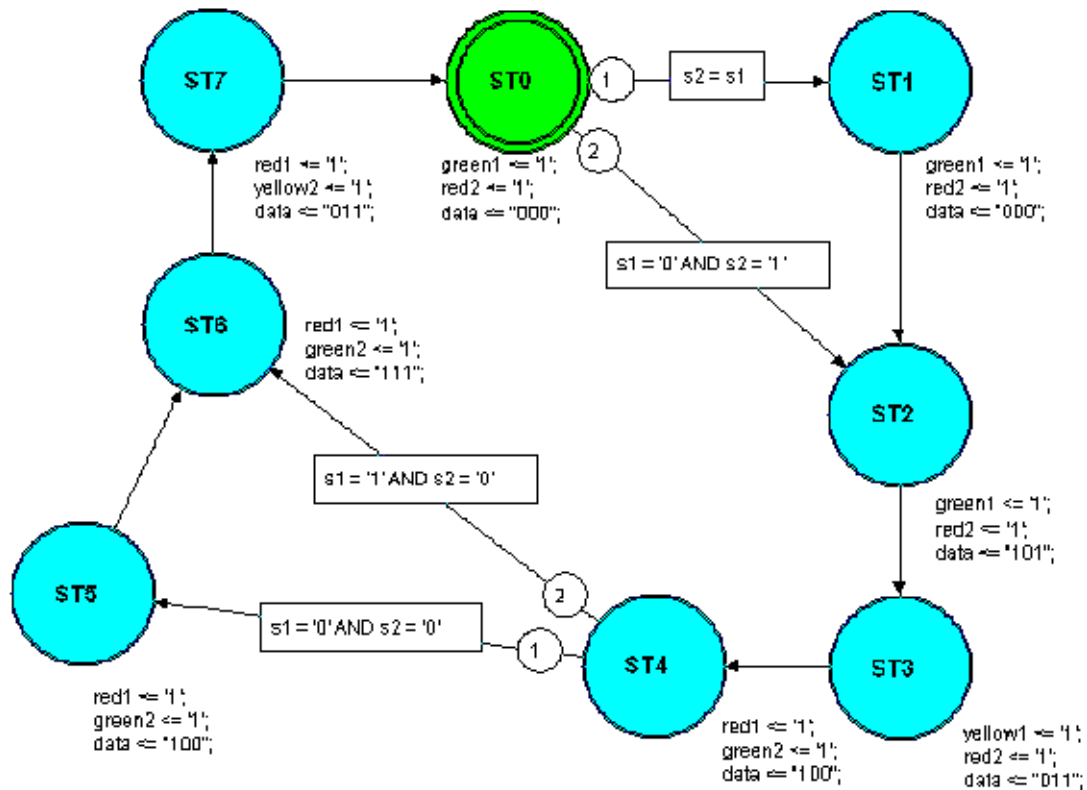 ST7
ST0
1
s2 = s1
ST1
2
red1 <= '1';
yellow2 <= '1';
data <= "011";
green1 <= '1';
red2 <= '1';
data <= "000";
green1 <= '1';
red2 <= '1';
data <= "000";
s1 = '0' AND s2 = '1'
ST6
red1 <= '1';
green2 <= '1';
data <= "111";
ST2
s1 = '1' AND s2 = '0'
green1 <= '1';
red2 <= '1';
data <= "101";
ST5
2
s1 = '0' AND s2 = '0'
1
ST4
ST3
red1 <= '1';
green2 <= '1';
data <= "100";
red1 <= '1';
green2 <= '1';
data <= "100";
yellow1 <= '1';
red2 <= '1';
data <= "011";